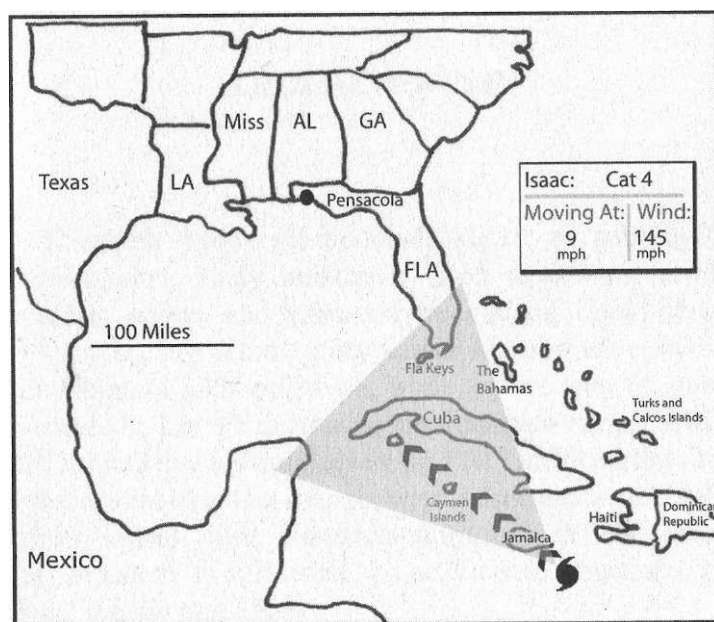 Miss
AL
GA
Texas
LA
Pensacola
Isaac: Cat 4
Moving At: Wind:
9 145
mph mph
FLA
100 Miles
Fla Keys
The
Bahamas
Cuba
Turks and
Calcos Islands
Caymen
Islands
Jamaica
Haiti
Dominican
Republic
Mexico